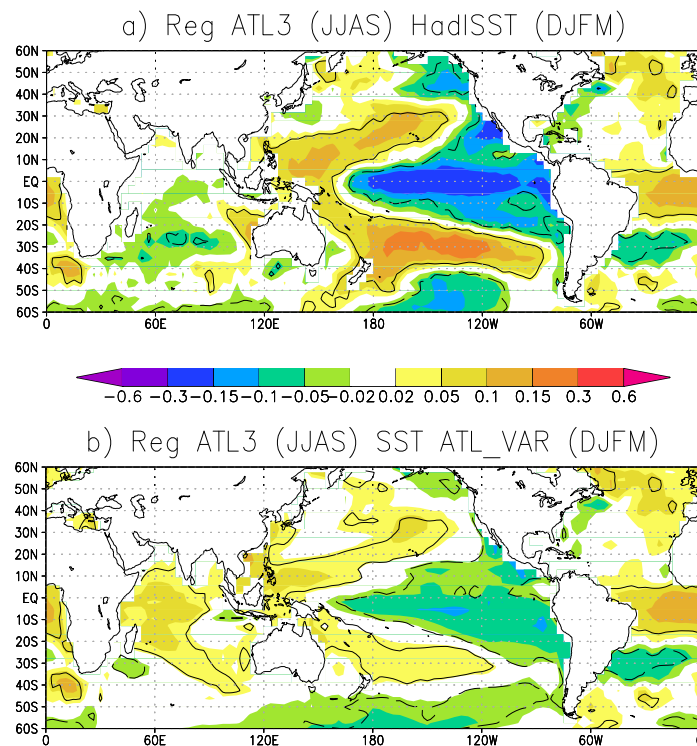 a) Reg ATL3 (JJAS) HadISST (DJFM)
60N
50N
40N
30N
20N
10N
EQ
10S
20S
30S
40S
50S
60S
0 60E 120E 180 120W 60W
-0.6 -0.3 -0.15 -0.1 -0.05 -0.02 0.02 0.05 0.1 0.15 0.3 0.6
b) Reg ATL3 (JJAS) SST ATL_VAR (DJFM)
60N
50N
40N
30N
20N
10N
EQ
10S
20S
30S
40S
50S
60S
0 60E 120E 180 120W 60W